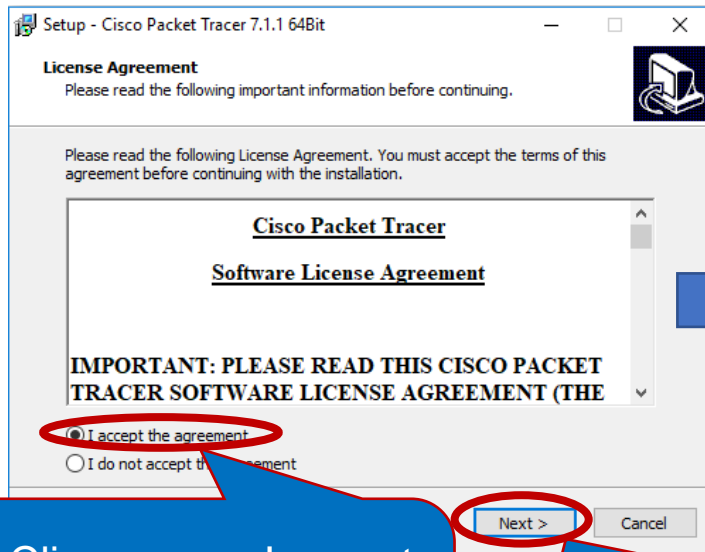 Setup - Cisco Packet Tracer 7.1.1 64Bit
License Agreement
Please read the following important information before continuing.
Please read the following License Agreement. You must accept the terms of this
agreement before continuing with the installation.
Cisco Packet Tracer
Software License Agreement
IMPORTANT: PLEASE READ THIS CISCO PACKET
TRACER SOFTWARE LICENSE AGREEMENT (THE
I accept the agreement
I do not accept
Next >
Cancel